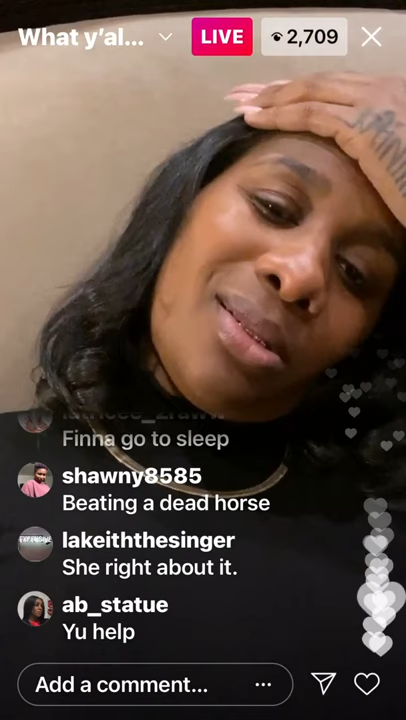 What y'al...
LIVE
2,709
Finna go to sleep
shawny8585
Beating a dead horse
lakeiththesinger
She right about it.
ab_statue
Yu help
Add a comment...